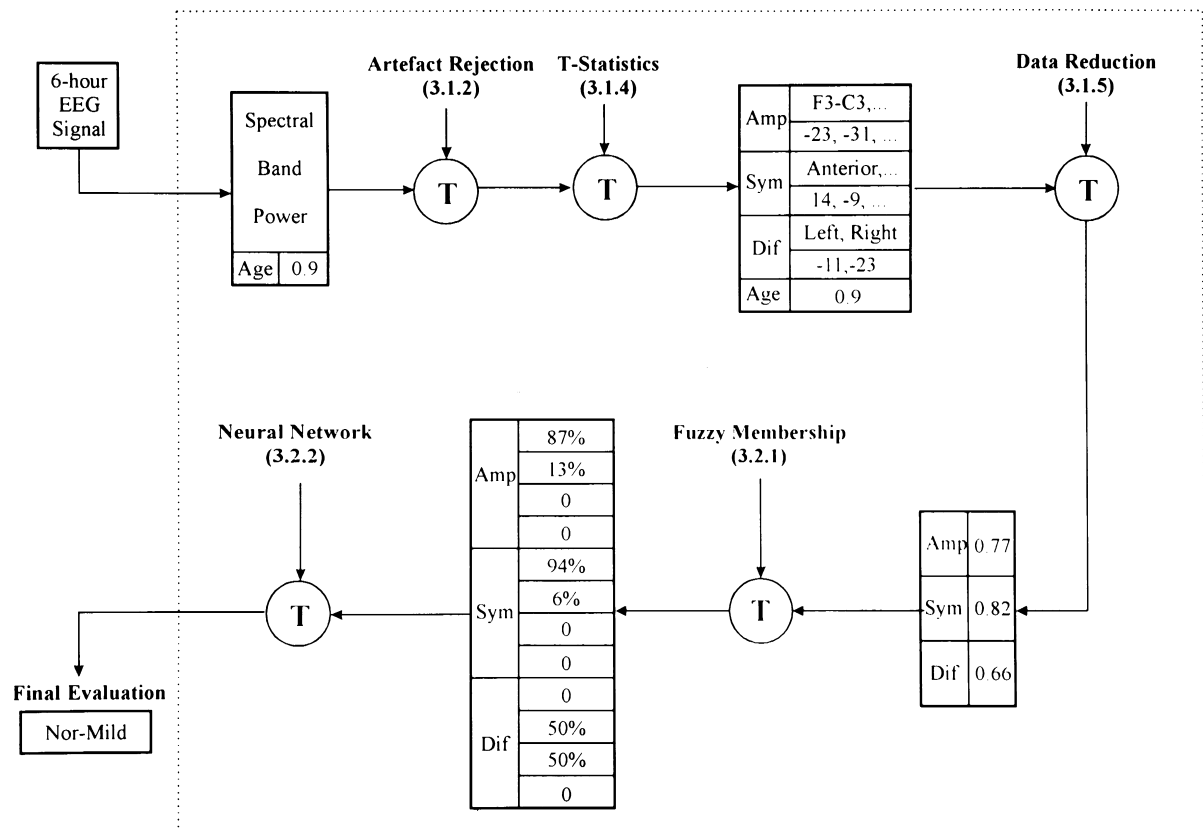 6-hour
EEG
Signal
Spectral
Band
Power
Age 0.9
Artefact Rejection
(3.1.2)
T
T-Statistics
(3.1.4)
T
Amp
F3-C3,...
-23, -31, ...
Sym
Anterior,...
14, -9, ...
Dif
Left, Right
-11,-23
Age 0.9
Data Reduction
(3.1.5)
T
Amp 0.77
Sym 0.82
Dif 0.66
Fuzzy Membership
(3.2.1)
T
Amp
87%
13%
0
0
Sym
94%
6%
0
0
Dif
0
50%
50%
0
Neural Network
(3.2.2)
T
Final Evaluation
Nor-Mild